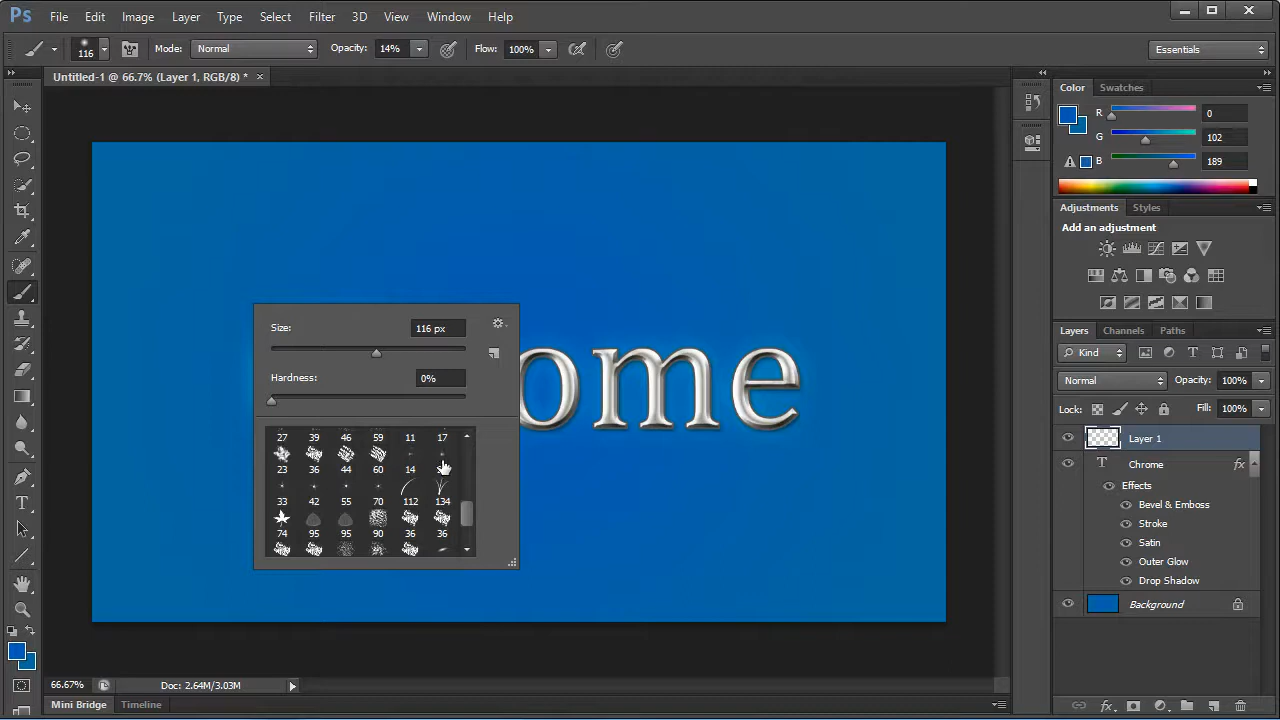 Ps File Edit Image Layer Type Select Filter 3D View Window Help
116 Mode: Normal Opacity: 14% Flow: 100% Essentials
Untitled-1 @ 66.7% (Layer 1, RGB/8) * ×
Color Swatches
R 0
G 102
B 189
Adjustments Styles
Add an adjustment
Size: 116 px
Hardness: 0%
27 39 46 59 11 17
23 36 44 60 14
33 42 55 70 112 134
74 95 95 90 36 36
ome
Layers Channels Paths
Kind
Normal Opacity: 100%
Lock: Fill: 100%
Layer 1
T Chrome fx
Effects
Bevel & Emboss
Stroke
Satin
Outer Glow
Drop Shadow
Background
66.67% Doc: 2.64M/3.03M
Mini Bridge Timeline
fx